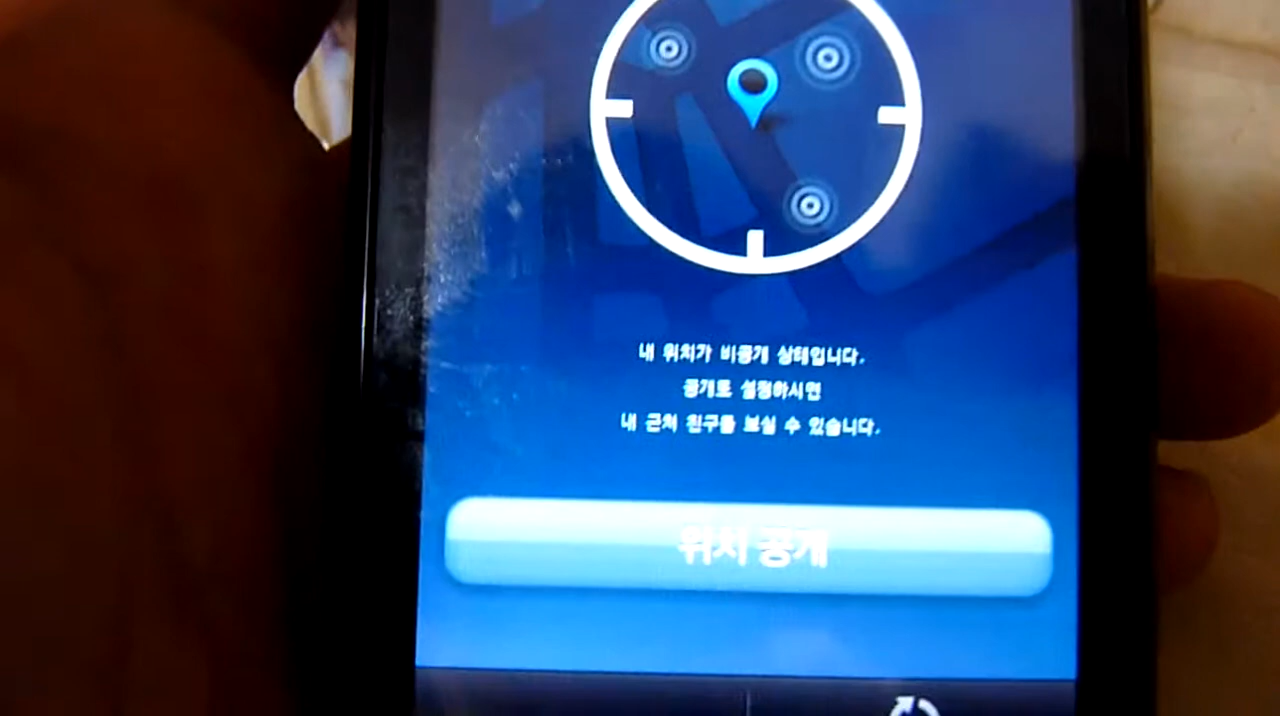 내 위치가 비공개 상태입니다.
공개로 설정하시면
내 근처 친구를 보실 수 있습니다.
위치 공개